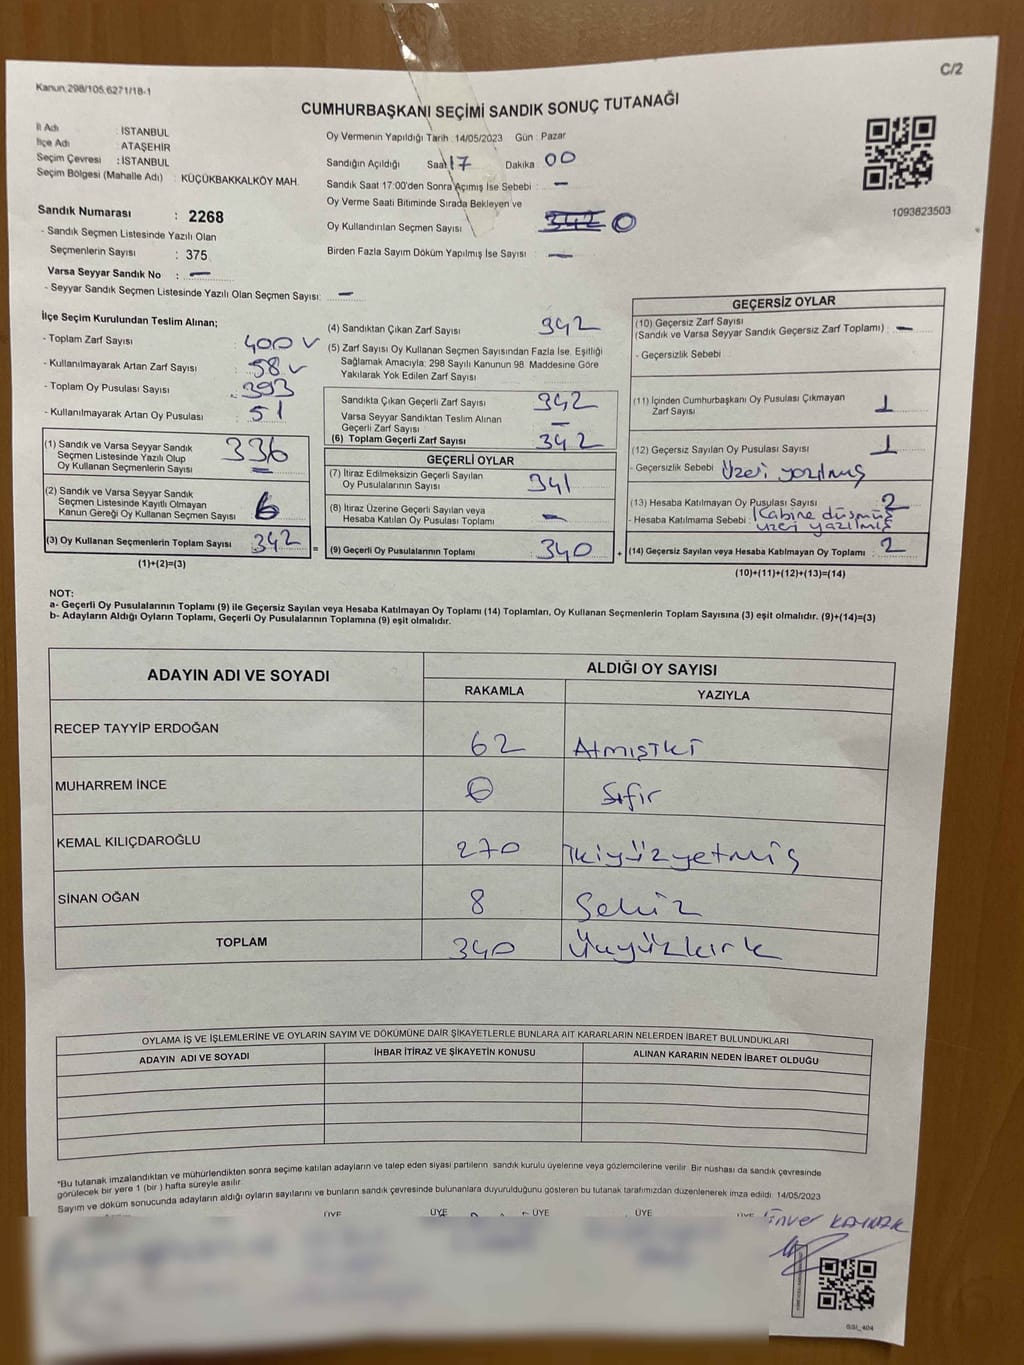 C/2
Kanun,298/105,6271/18-1
CUMHURBAŞKANI SEÇİMİ SANDIK SONUÇ TUTANAĞI
İl Adı : İSTANBUL
İlçe Adı : ATAŞEHİR
Seçim Çevresi : İSTANBUL
Seçim Bölgesi (Mahalle Adı) : KÜÇÜKBAKKALKÖY MAH.
Sandık Numarası : 2268
- Sandık Seçmen Listesinde Yazılı Olan
Seçmenlerin Sayısı : 375
Varsa Seyyar Sandık No : —
- Seyyar Sandık Seçmen Listesinde Yazılı Olan Seçmen Sayısı: —
Oy Vermenin Yapıldığı Tarih :14/05/2023 Gün : Pazar
Sandığın Açıldığı Saat 17 Dakika 00
Sandık Saat 17:00'den Sonra Açımış İse Sebebi : —
Oy Verme Saati Bitiminde Sırada Bekleyen ve
Oy Kullandırılan Seçmen Sayısı 342 0
Birden Fazla Sayım Döküm Yapılmış İse Sayısı : —
1093823503
İlçe Seçim Kurulundan Teslim Alınan;
- Toplam Zarf Sayısı : 400 ✓
- Kullanılmayarak Artan Zarf Sayısı : 58 ✓
- Toplam Oy Pusulası Sayısı : 393
- Kullanılmayarak Artan Oy Pusulası : 51
(1) Sandık ve Varsa Seyyar Sandık
Seçmen Listesinde Yazılı Olup
Oy Kullanan Seçmenlerin Sayısı : 336
(2) Sandık ve Varsa Seyyar Sandık
Seçmen Listesinde Kayıtlı Olmayan
Kanun Gereği Oy Kullanan Seçmen Sayısı : 6
(3) Oy Kullanan Seçmenlerin Toplam Sayısı : 342 =
(1)+(2)=(3)
(4) Sandıktan Çıkan Zarf Sayısı : 342
(5) Zarf Sayısı Oy Kullanan Seçmen Sayısından Fazla İse, Eşitliği
Sağlamak Amacıyla, 298 Sayılı Kanunun 98. Maddesine Göre
Yakılarak Yok Edilen Zarf Sayısı :
Sandıkta Çıkan Geçerli Zarf Sayısı : 342
Varsa Seyyar Sandıktan Teslim Alınan
Geçerli Zarf Sayısı : —
(6) Toplam Geçerli Zarf Sayısı : 342
GEÇERLİ OYLAR
(7) İtiraz Edilmeksizin Geçerli Sayılan
Oy Pusulalarının Sayısı : 341
(8) İtiraz Üzerine Geçerli Sayılan veya
Hesaba Katılan Oy Pusulası Toplamı : —
(9) Geçerli Oy Pusulalarının Toplamı : 340 +
GEÇERSİZ OYLAR
(10) Geçersiz Zarf Sayısı
(Sandık ve Varsa Seyyar Sandık Geçersiz Zarf Toplamı) : —
- Geçersizlik Sebebi :
(11) İçinden Cumhurbaşkanı Oy Pusulası Çıkmayan
Zarf Sayısı : 1
(12) Geçersiz Sayılan Oy Pusulası Sayısı : 1
- Geçersizlik Sebebi : Üzeri yazılmış
(13) Hesaba Katılmayan Oy Pusulası Sayısı : 2
- Hesaba Katılmama Sebebi : Kabine düşmüş
üzeri yazılmış
(14) Geçersiz Sayılan veya Hesaba Katılmayan Oy Toplamı : 2
(10)+(11)+(12)+(13)=(14)
NOT:
a- Geçerli Oy Pusulalarının Toplamı (9) ile Geçersiz Sayılan veya Hesaba Katılmayan Oy Toplamı (14) Toplamları, Oy Kullanan Seçmenlerin Toplam Sayısına (3) eşit olmalıdır. (9)+(14)=(3)
b- Adayların Aldığı Oyların Toplamı, Geçerli Oy Pusulalarının Toplamına (9) eşit olmalıdır.
ADAYIN ADI VE SOYADI ALDIĞI OY SAYISI
RAKAMLA YAZIYLA
RECEP TAYYİP ERDOĞAN 62 Atmışiki
MUHARREM İNCE 0 Sıfır
KEMAL KILIÇDAROĞLU 270 ikiyüzyetmiş
SİNAN OĞAN 8 Sekiz
TOPLAM 340 Üçyüzkırk
OYLAMA İŞ VE İŞLEMLERİNE VE OYLARIN SAYIM VE DÖKÜMÜNE DAİR ŞİKAYETLERLE BUNLARA AİT KARARLARIN NELERDEN İBARET BULUNDUKLARI
ADAYIN ADI VE SOYADI İHBAR İTİRAZ VE ŞİKAYETİN KONUSU ALINAN KARARIN NEDEN İBARET OLDUĞU
*Bu tutanak imzalandıktan ve mühürlendikten sonra seçime katılan adayların ve talep eden siyasi partilerin sandık kurulu üyelerine veya gözlemcilerine verilir. Bir nüshası da sandık çevresinde
görülecek bir yere 1 (bir ) hafta süreyle asılır.
Sayım ve döküm sonucunda adayların aldığı oyların sayılarını ve bunların sandık çevresinde bulunanlara duyurulduğunu gösteren bu tutanak tarafımızdan düzenlenerek imza edildi. 14/05/2023
ÜYE ÜYE ÜYE ÜYE ÜYE